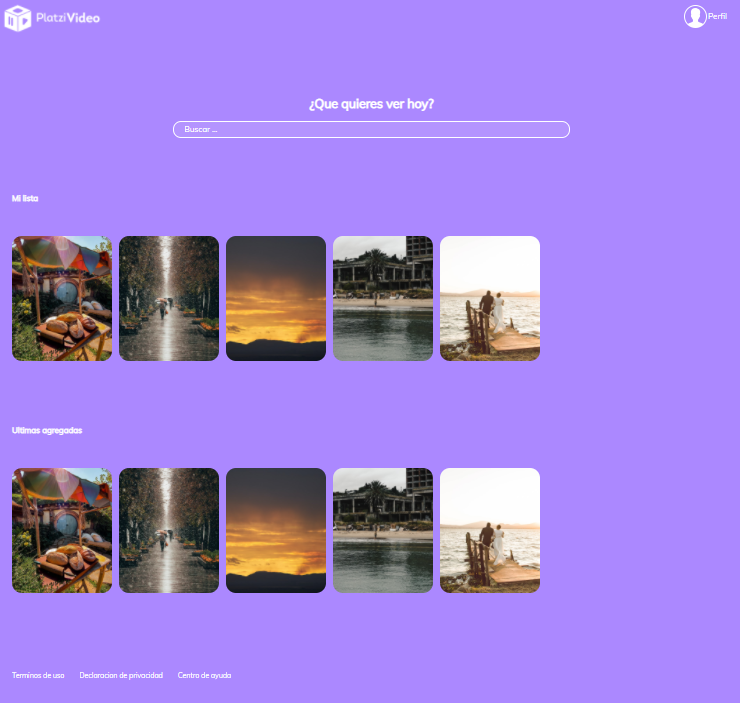 PlatziVideo
Perfil
¿Que quieres ver hoy?
Buscar ...
Mi lista
Ultimas agregadas
Terminos de uso
Declaracion de privacidad
Centro de ayuda